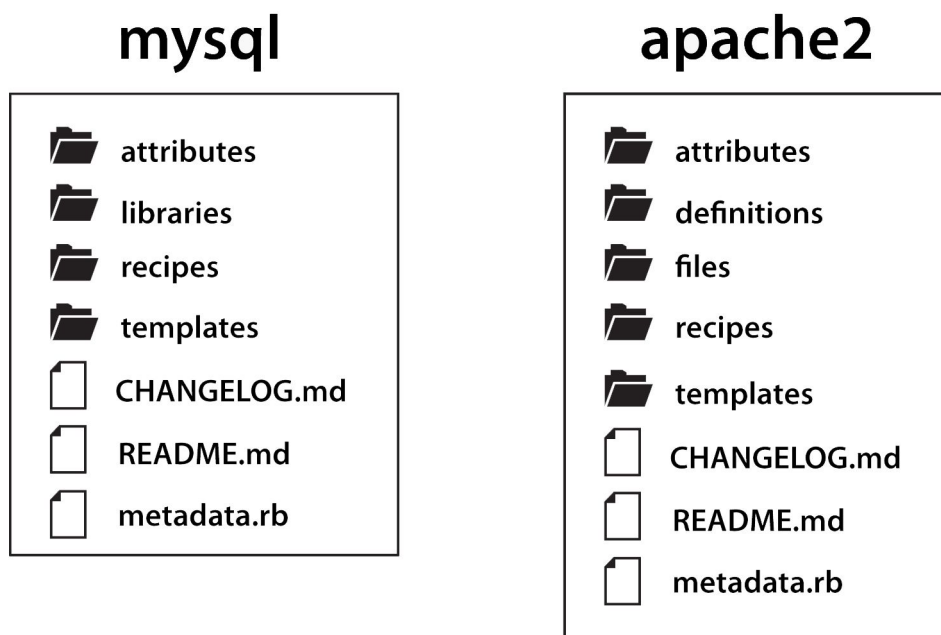 mysql
attributes
libraries
recipes
templates
CHANGELOG.md
README.md
metadata.rb
apache2
attributes
definitions
files
recipes
templates
CHANGELOG.md
README.md
metadata.rb